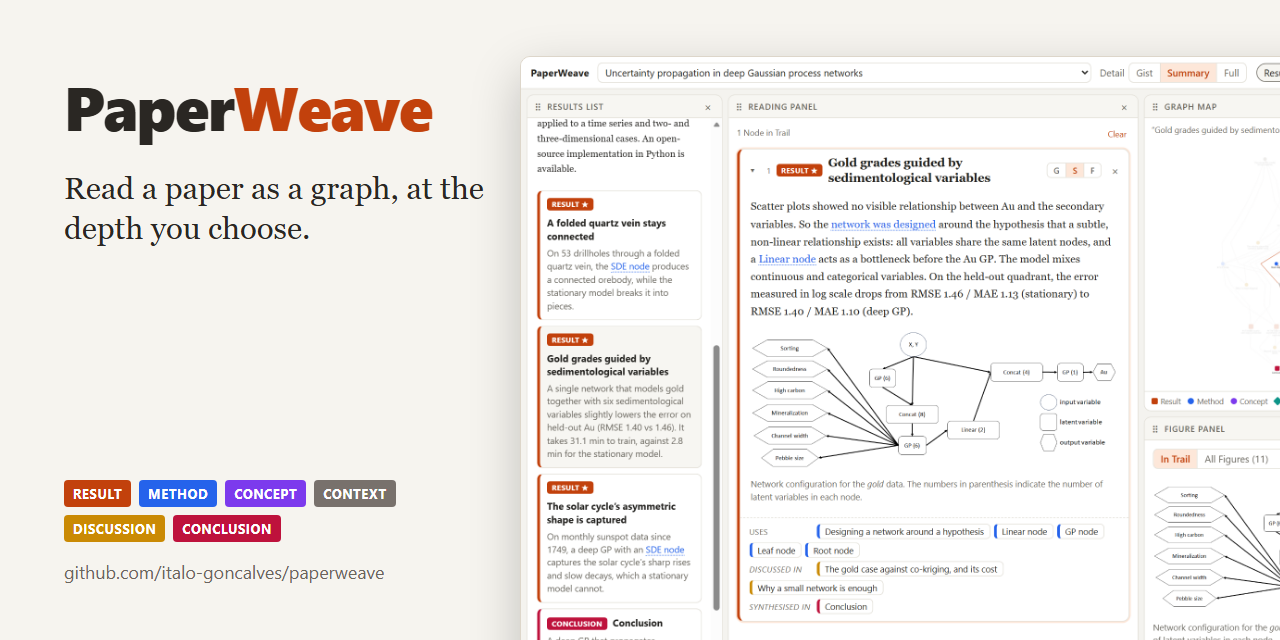 PaperWeave
Read a paper as a graph, at the
depth you choose.
RESULT
METHOD
CONCEPT
CONTEXT
DISCUSSION
CONCLUSION
github.com/italo-goncalves/paperweave
PaperWeave
Uncertainty propagation in deep Gaussian process networks
Detail
Gist
Summary
Full
Resu
RESULTS LIST
×
applied to a time series and two- and
three-dimensional cases. An open-
source implementation in Python is
available.
RESULT ★
A folded quartz vein stays
connected
On 53 drillholes through a folded
quartz vein, the SDE node produces
a connected orebody, while the
stationary model breaks it into
pieces.
RESULT ★
Gold grades guided by
sedimentological variables
A single network that models gold
together with six sedimentological
variables slightly lowers the error on
held-out Au (RMSE 1.40 vs 1.46). It
takes 31.1 min to train, against 2.8
min for the stationary model.
RESULT ★
The solar cycle's asymmetric
shape is captured
On monthly sunspot data since
1749, a deep GP with an SDE node
captures the solar cycle's sharp rises
and slow decays, which a stationary
model cannot.
CONCLUSION
Conclusion
READING PANEL
×
1 Node in Trail
Clear
1
RESULT ★
Gold grades guided by
sedimentological variables
G
S
F
×
Scatter plots showed no visible relationship between Au and the secondary
variables. So the network was designed around the hypothesis that a subtle,
non-linear relationship exists: all variables share the same latent nodes, and
a Linear node acts as a bottleneck before the Au GP. The model mixes
continuous and categorical variables. On the held-out quadrant, the error
measured in log scale drops from RMSE 1.46 / MAE 1.13 (stationary) to
RMSE 1.40 / MAE 1.10 (deep GP).
Sorting
Roundedness
High carbon
Mineralization
Channel width
Pebble size
X, Y
GP (6)
Concat (8)
GP (6)
Linear (2)
Concat (4)
GP (1)
Au
input variable
latent variable
output variable
Network configuration for the gold data. The numbers in parenthesis indicate the number of
latent variables in each node.
USES
Designing a network around a hypothesis
Linear node
GP node
Leaf node
Root node
DISCUSSED IN
The gold case against co-kriging, and its cost
Why a small network is enough
SYNTHESISED IN
Conclusion
GRAPH MAP
"Gold grades guided by sedimento
Result
Method
Concept
FIGURE PANEL
In Trail
All Figures (11)
Sorting
Roundedness
High carbon
Mineralization
Channel width
Pebble size
Network configuration for the go